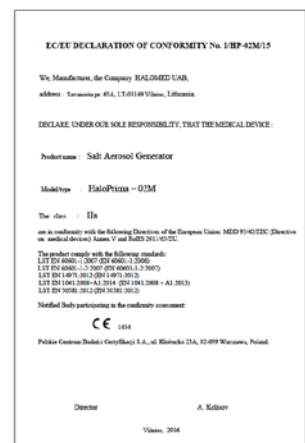 EC/EU DECLARATION OF CONFORMITY No. 1/HP-02M/15
We, Manufacturer, the Company HALOMED UAB,
address : Savanoriu pr. 65A, LT-03149 Vilnius, Lithuania,
DECLARE, UNDER OUR SOLE RESPONSIBILITY, THAT THE MEDICAL DEVICE :
Product name : Salt Aerosol Generator
Model/type : HaloPrima – 02M
The class : IIa
are in conformity with the following Directives of the European Union: MDD 93/42/EEC (Directive
on medical devices) Annex V and RoHS 2011/65/EU.
The product comply with the following standards:
LST EN 60601-1:2007 (EN 60601-1:2006)
LST EN 60601-1-2:2007 (EN 60601-1-2:2007)
LST EN 14971:2012 (EN 14971:2012)
LST EN 1041:2008+A1:2014 (EN 1041:2008 + A1:2013)
LST EN 50581:2012 (EN 50581:2012)
Notified Body participating in the conformity assessment:
CE 1434
Polskie Centrum Badań i Certyfikacji S.A., ul. Kłobucka 23A, 02-699 Warszawa, Poland.
Director A. Kolisov
Vilnius, 2016